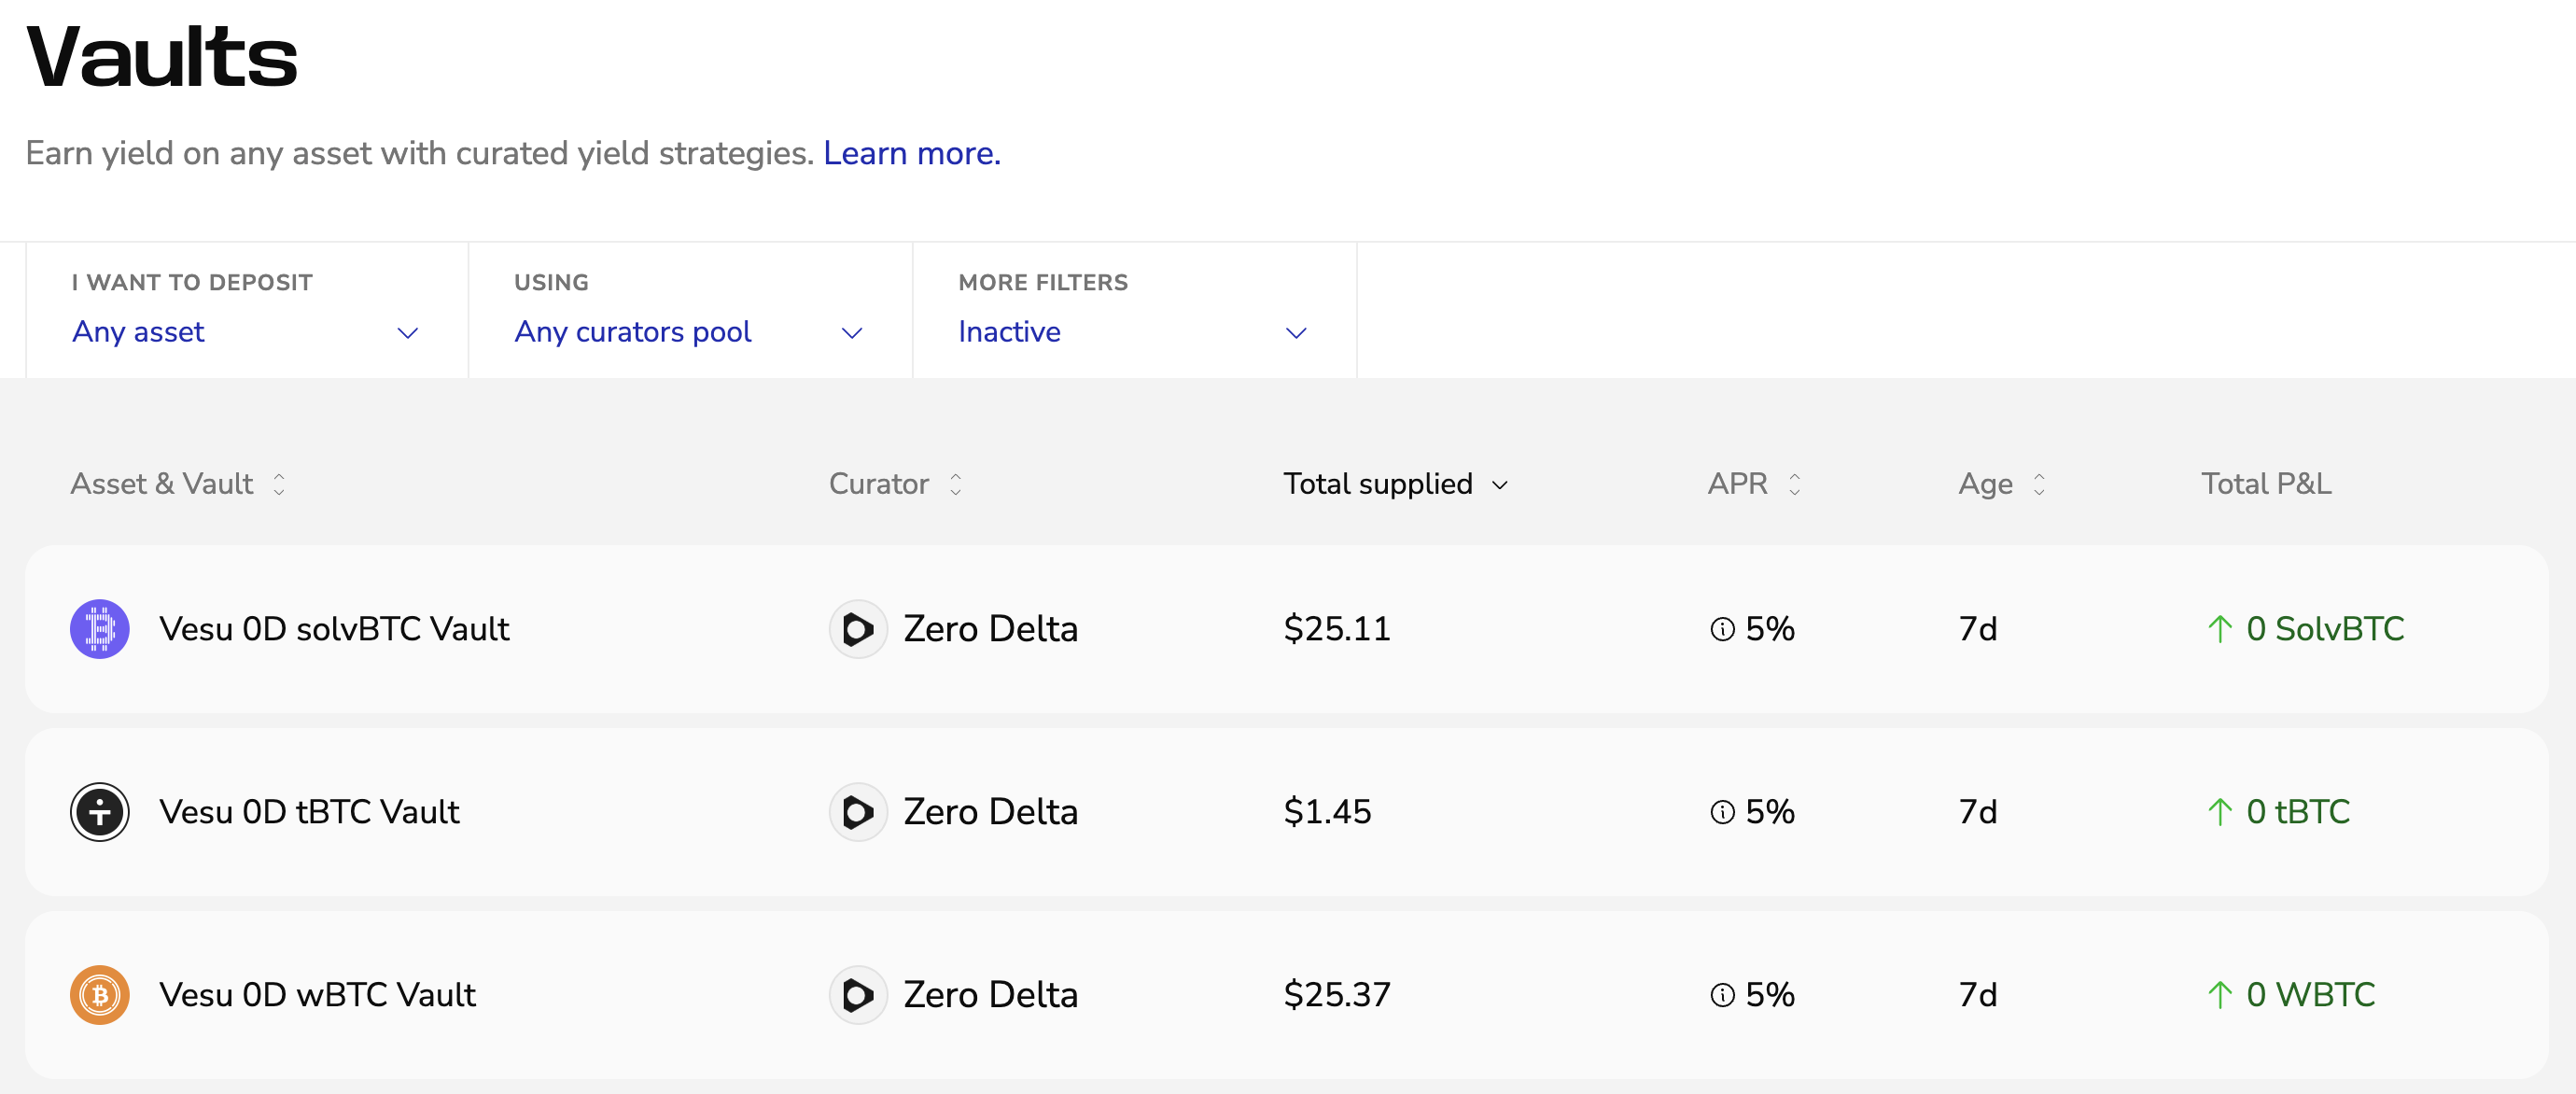 Vaults
Earn yield on any asset with curated yield strategies. Learn more.
I WANT TO DEPOSIT
Any asset
USING
Any curators pool
MORE FILTERS
Inactive
Asset & Vault Curator Total supplied APR Age Total P&L
Vesu 0D solvBTC Vault Zero Delta $25.11 5% 7d 0 SolvBTC
Vesu 0D tBTC Vault Zero Delta $1.45 5% 7d 0 tBTC
Vesu 0D wBTC Vault Zero Delta $25.37 5% 7d 0 WBTC